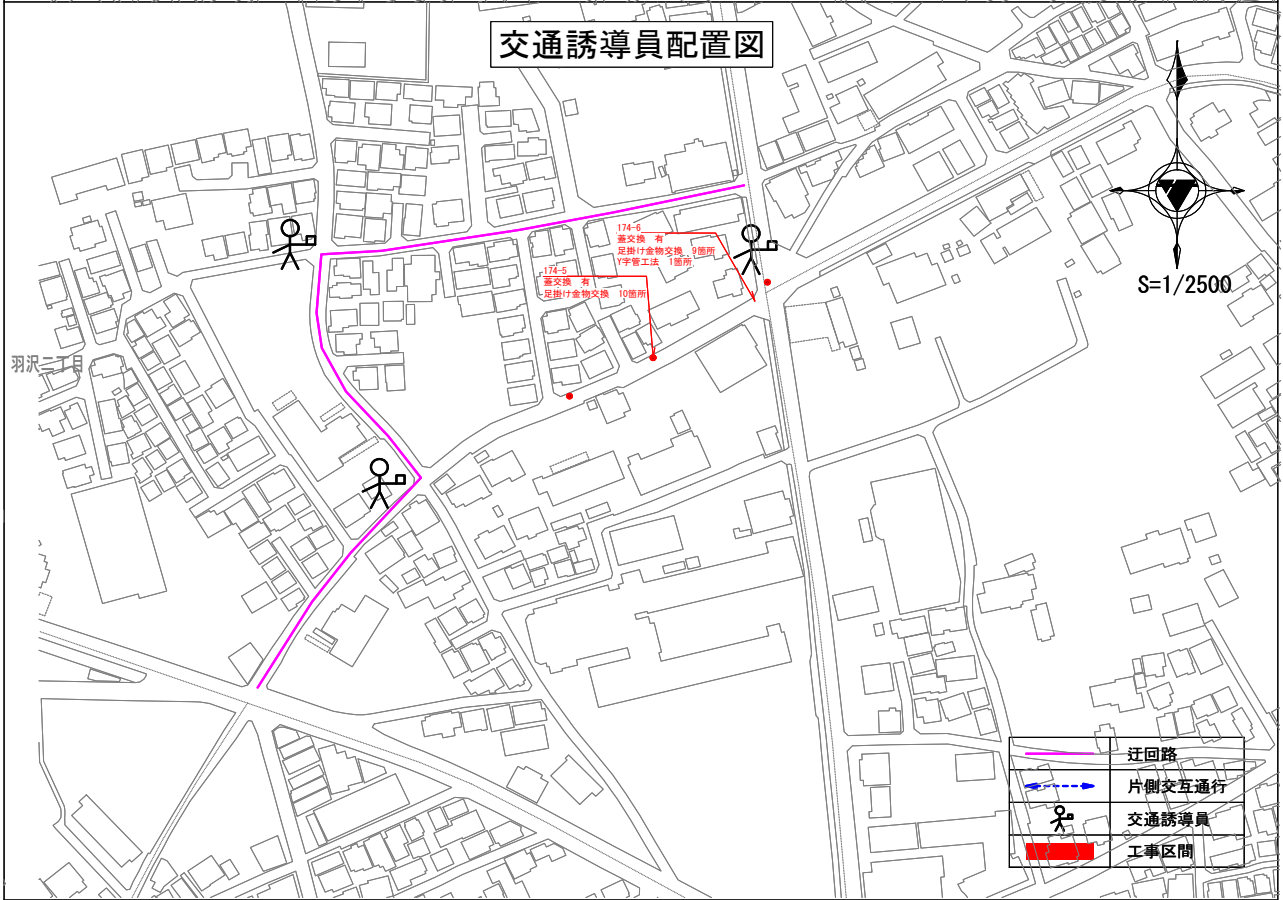 交通誘導員配置図
174-6
蓋交換　有
足掛け金物交換　9箇所
Y字管工法　1箇所
174-5
蓋交換　有
足掛け金物交換　10箇所
S=1/2500
羽沢二丁目
迂回路
片側交互通行
交通誘導員
工事区間